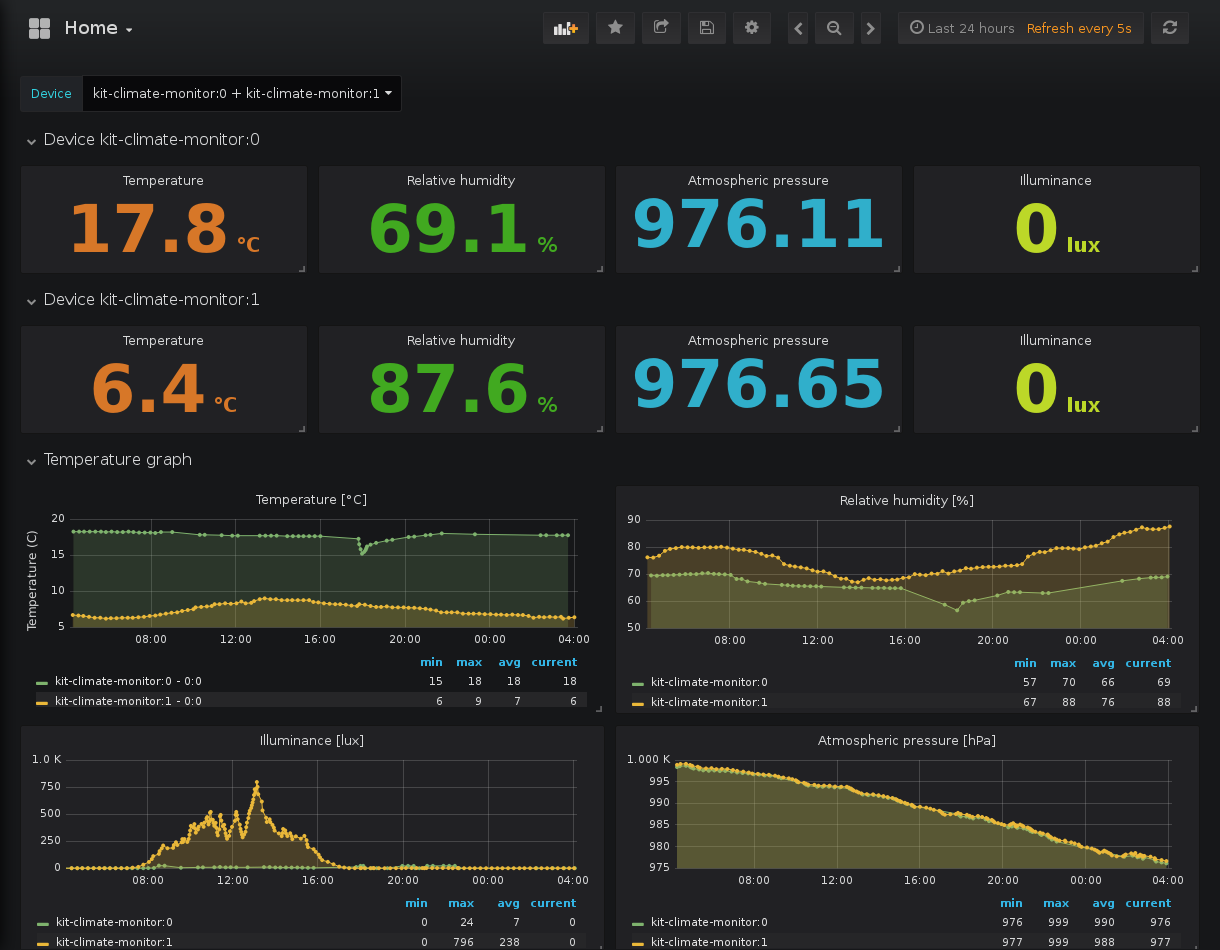 Home
Last 24 hours Refresh every 5s
Device kit-climate-monitor:0 + kit-climate-monitor:1
Device kit-climate-monitor:0
Temperature Relative humidity Atmospheric pressure Illuminance
17.8 °C 69.1 % 976.11 0 lux
Device kit-climate-monitor:1
Temperature Relative humidity Atmospheric pressure Illuminance
6.4 °C 87.6 % 976.65 0 lux
Temperature graph
Temperature [°C]
Temperature (C)
20
15
10
5
08:00 12:00 16:00 20:00 00:00 04:00
min max avg current
kit-climate-monitor:0 - 0:0 15 18 18 18
kit-climate-monitor:1 - 0:0 6 9 7 6
Relative humidity [%]
90
80
70
60
50
08:00 12:00 16:00 20:00 00:00 04:00
min max avg current
kit-climate-monitor:0 57 70 66 69
kit-climate-monitor:1 67 88 76 88
Illuminance [lux]
1.0 K
750
500
250
0
08:00 12:00 16:00 20:00 00:00 04:00
min max avg current
kit-climate-monitor:0 0 24 7 0
kit-climate-monitor:1 0 796 238 0
Atmospheric pressure [hPa]
1.000 K
995
990
985
980
975
08:00 12:00 16:00 20:00 00:00 04:00
min max avg current
kit-climate-monitor:0 976 999 990 976
kit-climate-monitor:1 977 999 988 977